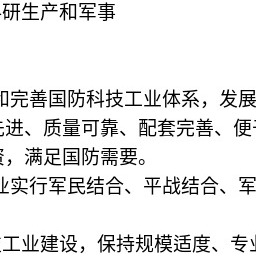 研生产和军事
和完善国防科技工业体系，发展
先进、质量可靠、配套完善、便于
资，满足国防需要。
业实行军民结合、平战结合、军
工业建设，保持规模适度、专业